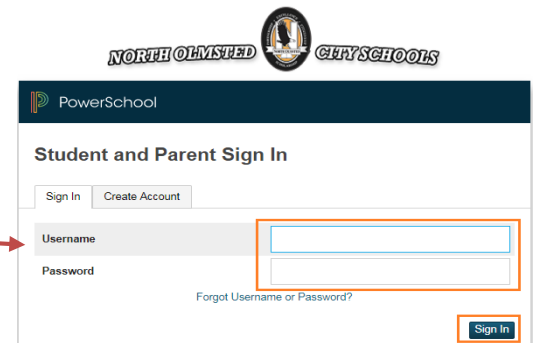 NORTH OLMSTED CITY SCHOOLS
PowerSchool
Student and Parent Sign In
Sign In Create Account
Username
Password
Forgot Username or Password?
Sign In